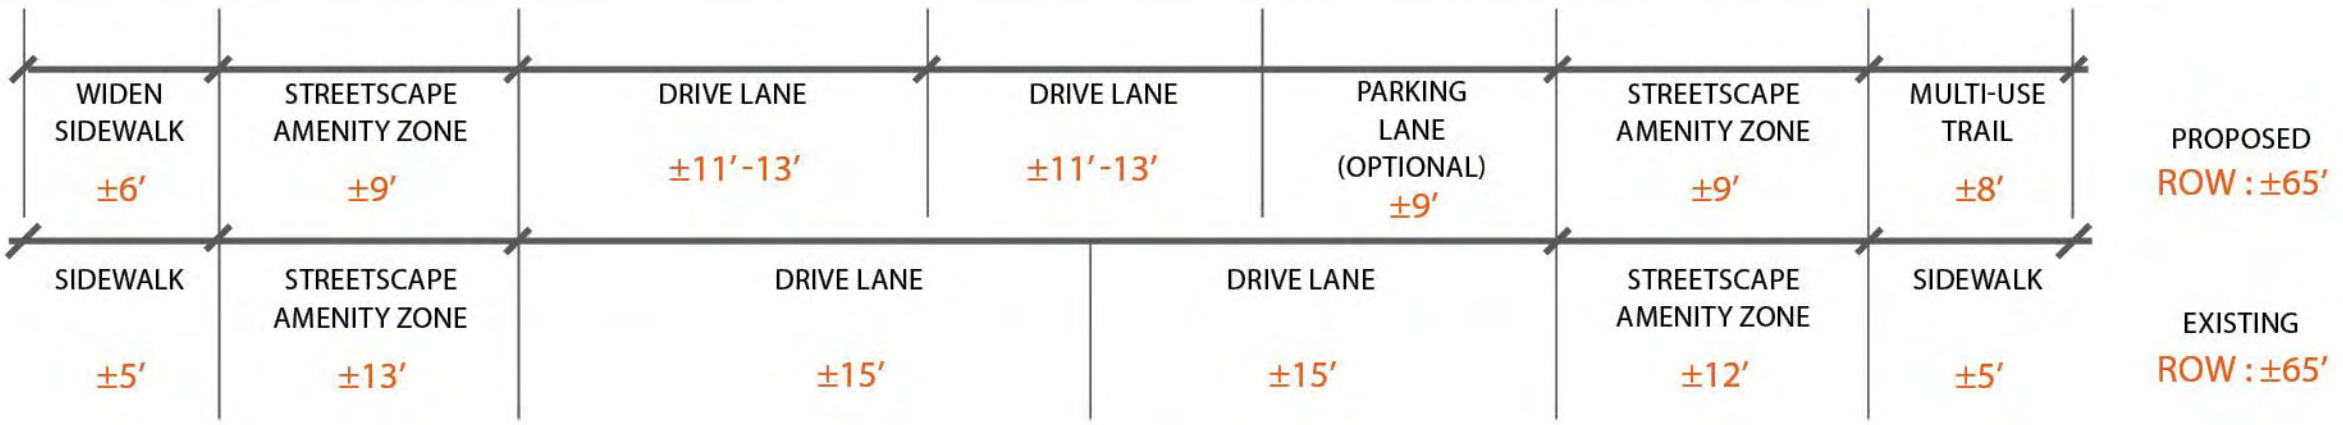 WIDEN
SIDEWALK
±6’
STREETSCAPE
AMENITY ZONE
±9’
DRIVE LANE
±11’-13’
DRIVE LANE
±11’-13’
PARKING
LANE
(OPTIONAL)
±9’
STREETSCAPE
AMENITY ZONE
±9’
MULTI-USE
TRAIL
±8’
PROPOSED
ROW : ±65’
SIDEWALK
±5’
STREETSCAPE
AMENITY ZONE
±13’
DRIVE LANE
±15’
DRIVE LANE
±15’
STREETSCAPE
AMENITY ZONE
±12’
SIDEWALK
±5’
EXISTING
ROW : ±65’